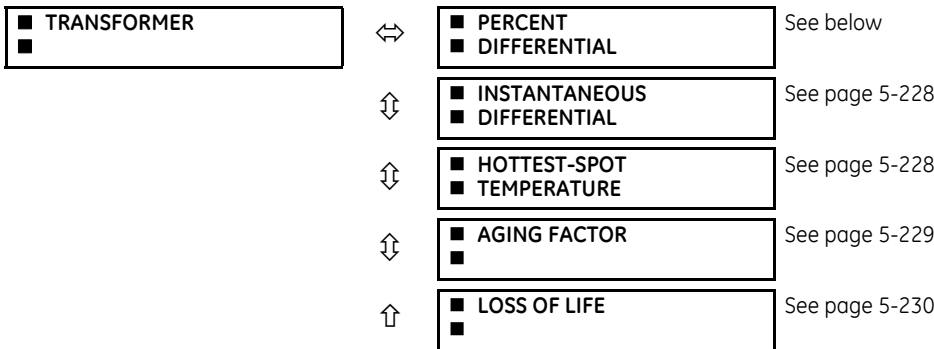 ■ TRANSFORMER
■
⇔
■ PERCENT
■ DIFFERENTIAL
See below
⇕
■ INSTANTANEOUS
■ DIFFERENTIAL
See page 5-228
⇕
■ HOTTEST-SPOT
■ TEMPERATURE
See page 5-228
⇕
■ AGING FACTOR
■
See page 5-229
⇑
■ LOSS OF LIFE
■
See page 5-230